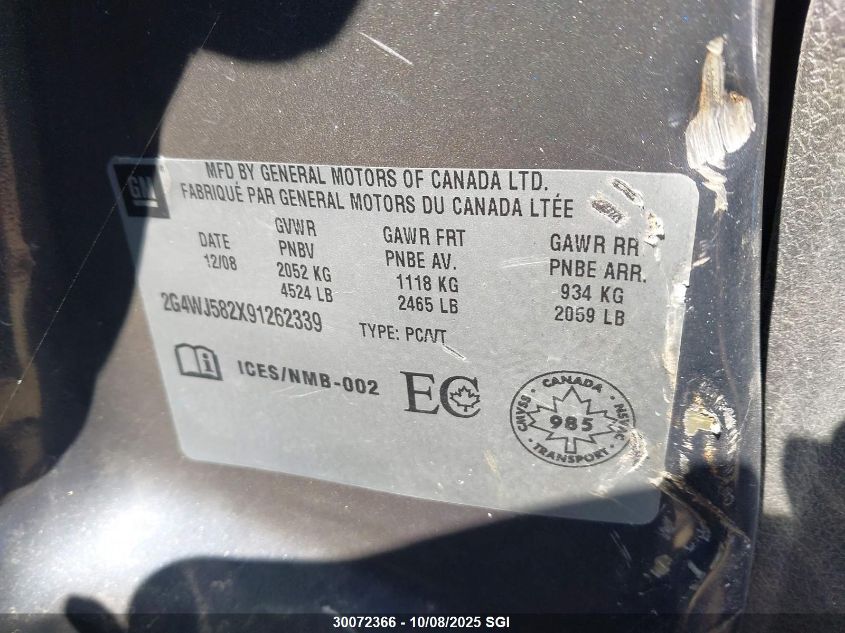 GM
MFD BY GENERAL MOTORS OF CANADA LTD.
FABRIQUÉ PAR GENERAL MOTORS DU CANADA LTÉE
DATE
12/08
GVWR
PNBV
2052 KG
4524 LB
GAWR FRT
PNBE AV.
1118 KG
2465 LB
GAWR RR
PNBE ARR.
934 KG
2059 LB
2G4WJ582X91262339
TYPE: PC/VT
ICES/NMB-002
EC
CANADA
CMVSS
985
NSVAC
TRANSPORT
30072366 - 10/08/2025 SGI